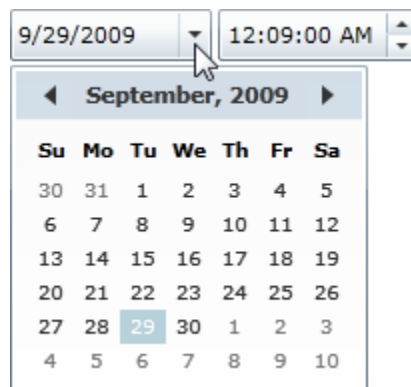 9/29/2009 12:09:00 AM
September, 2009
Su Mo Tu We Th Fr Sa
30 31 1 2 3 4 5
6 7 8 9 10 11 12
13 14 15 16 17 18 19
20 21 22 23 24 25 26
27 28 29 30 1 2 3
4 5 6 7 8 9 10